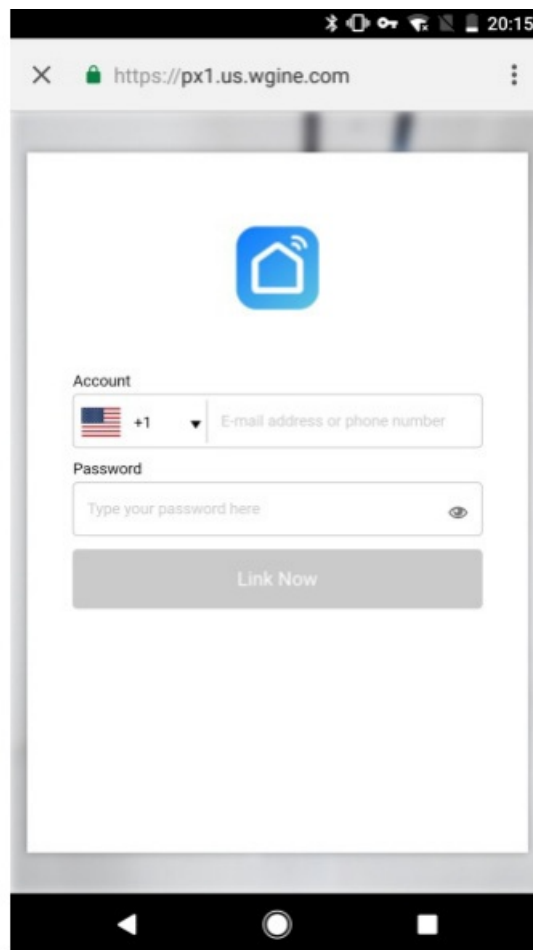 20:15
https://px1.us.wgine.com
Account
+1 E-mail address or phone number
Password
Type your password here
Link Now